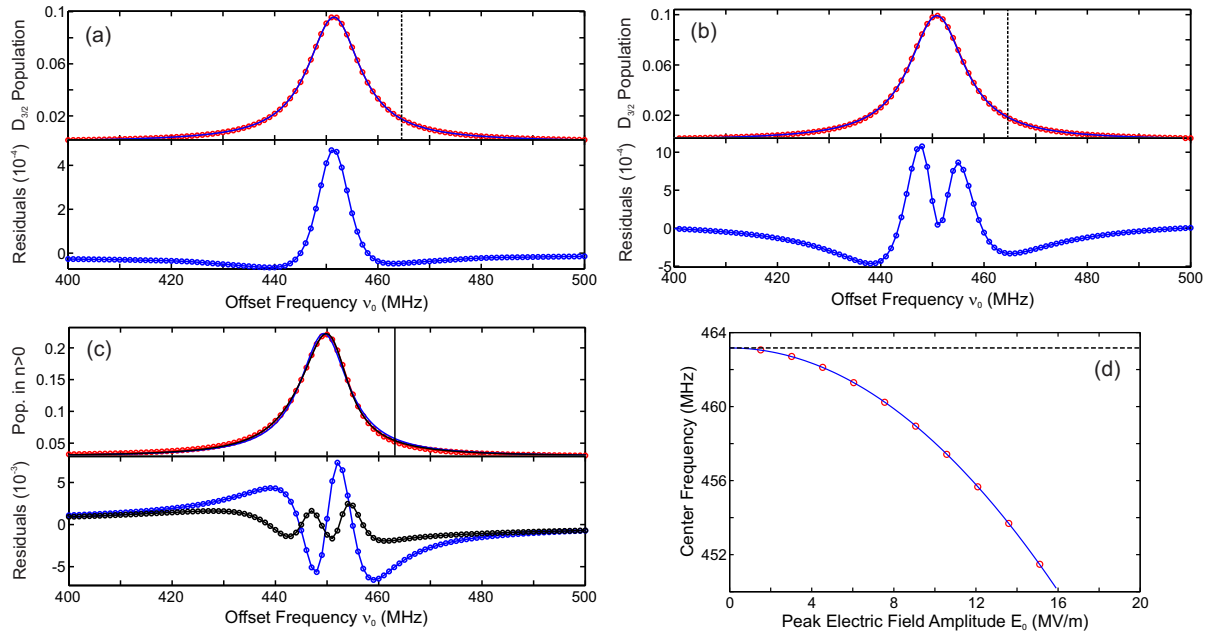 (a)
D3/2 Population
0.1
0.06
0.02
Residuals (10-4)
4
2
0
400 420 440 460 480 500
Offset Frequency ν0 (MHz)
(b)
D3/2 Population
0.1
0.06
0.02
Residuals (10-4)
10
5
0
-5
400 420 440 460 480 500
Offset Frequency ν0 (MHz)
(c)
Pop. in n>0
0.20
0.15
0.10
0.05
Residuals (10-3)
5
0
-5
400 420 440 460 480 500
Offset Frequency ν0 (MHz)
(d)
Center Frequency (MHz)
464
460
456
452
0 4 8 12 16 20
Peak Electric Field Amplitude E0 (MV/m)